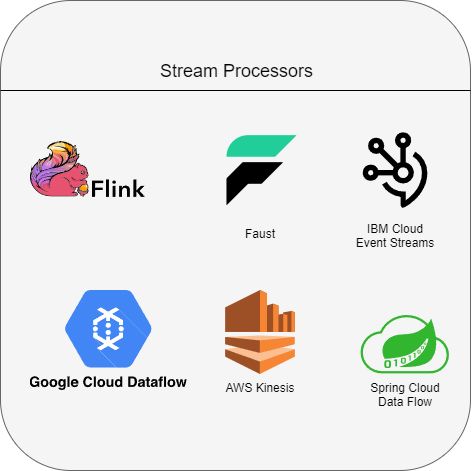 Stream Processors
Flink
Faust
IBM Cloud
Event Streams
Google Cloud Dataflow
AWS Kinesis
Spring Cloud
Data Flow